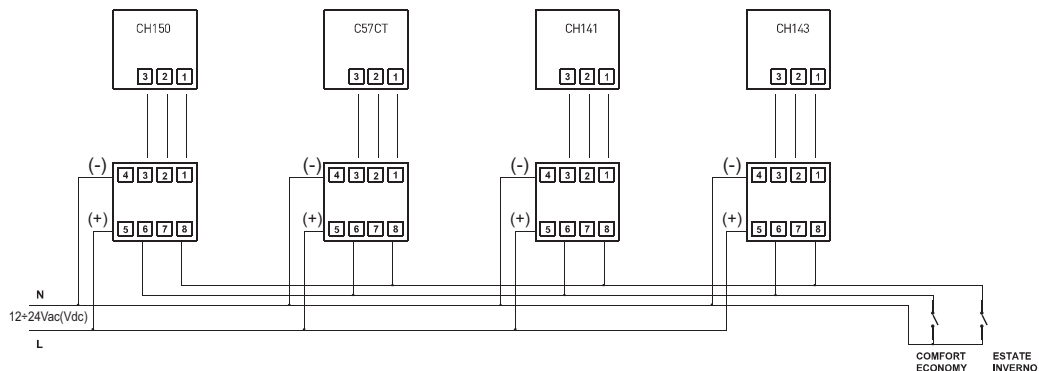 CH150 C57CT CH141 CH143
3 2 1 3 2 1 3 2 1 3 2 1
(-) 4 3 2 1 (-) 4 3 2 1 (-) 4 3 2 1 (-) 4 3 2 1
(+) 5 6 7 8 (+) 5 6 7 8 (+) 5 6 7 8 (+) 5 6 7 8
N
12÷24Vac(Vdc)
L
COMFORT ESTATE
ECONOMY INVERNO